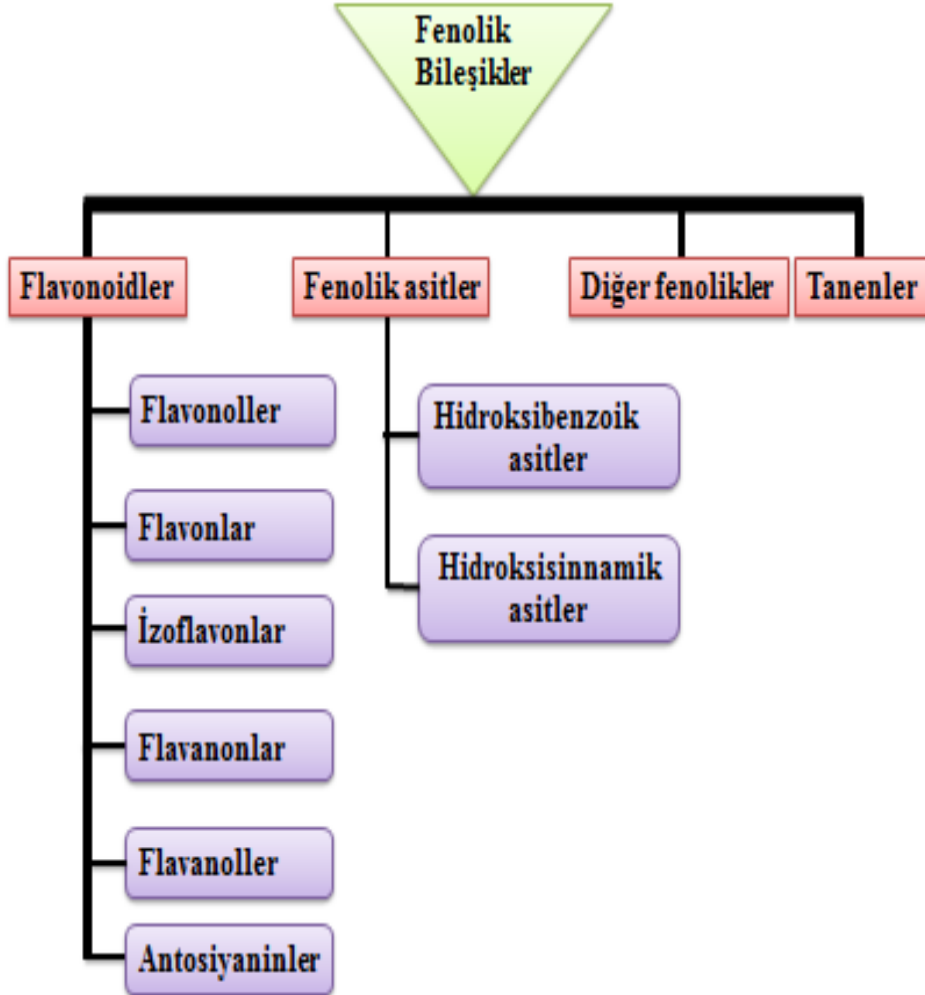 Fenolik
Bileşikler
Flavonoidler
Fenolik asitler
Diğer fenolikler
Tanenler
Flavonoller
Flavonlar
İzoflavonlar
Flavanonlar
Flavanoller
Antosiyaninler
Hidroksibenzoik
asitler
Hidroksisinnamik
asitler